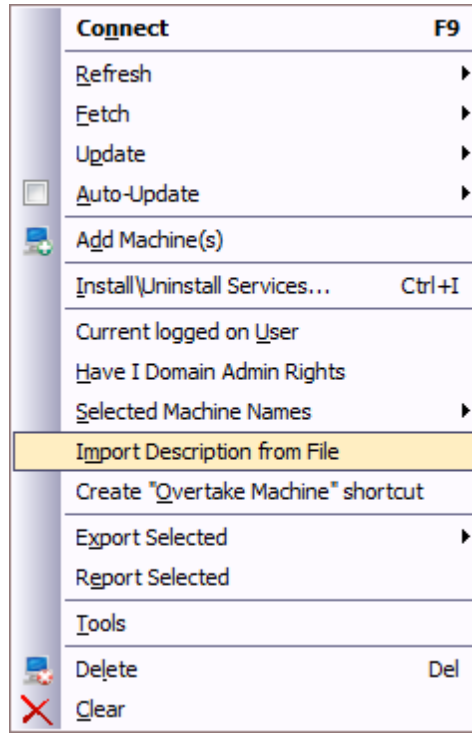 Connect F9
Refresh
Fetch
Update
Auto-Update
Add Machine(s)
Install\Uninstall Services... Ctrl+I
Current logged on User
Have I Domain Admin Rights
Selected Machine Names
Import Description from File
Create "Overtake Machine" shortcut
Export Selected
Report Selected
Tools
Delete Del
Clear